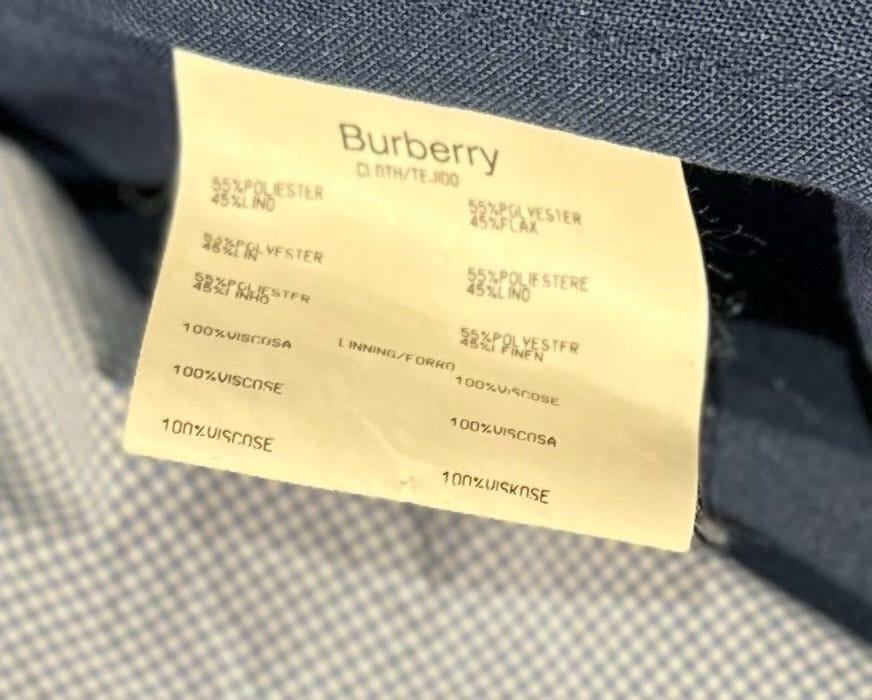 Burberry
CLOTH/TEJIDO
55%POLIESTER
45%LINO
55%POLYESTER
45%FLAX
55%POLYESTER
45%LIN
55%POLIESTERE
45%LINO
55%POLIESTER
45%LINHO
55%POLYESTER
45%LEINEN
LINNING/FORRO
100%VISCOSA
100%VISCOSE
100%VISCOSE
100%VISCOSA
100%VISCOSE
100%VISKOSE